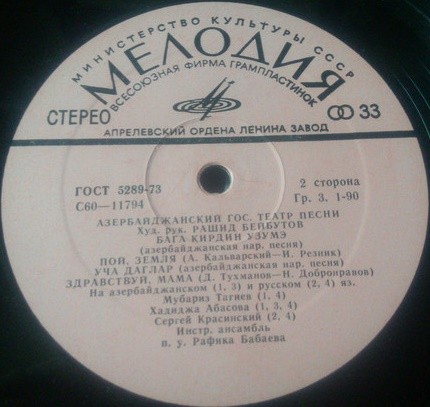 МИНИСТЕРСТВО КУЛЬТУРЫ СССР
МЕЛОДИЯ
ВСЕСОЮЗНАЯ ФИРМА ГРАМПЛАСТИНОК
СТЕРЕО 33
АПРЕЛЕВСКИЙ ОРДЕНА ЛЕНИНА ЗАВОД
ГОСТ 5289-73 2 сторона
С60—11794 Гр. 3. 1-90
АЗЕРБАЙДЖАНСКИЙ ГОС. ТЕАТР ПЕСНИ
Худ. рук. РАШИД БЕЙБУТОВ
БАГА КИРДИН УЗУМЭ
(азербайджанская нар. песня)
ПОЙ, ЗЕМЛЯ (А. Кальварский—И. Резник)
УЧА ДАГЛАР (азербайджанская нар. песня)
ЗДРАВСТВУЙ, МАМА (Д. Тухманов—Н. Добронравов)
На азербайджанском (1, 3) и русском (2, 4) яз.
Мубариз Тагиев (1, 4)
Хадиджа Абасова (1, 3, 4)
Сергей Красинский (2, 4)
Инстр. ансамбль
п. у. Рафика Бабаева